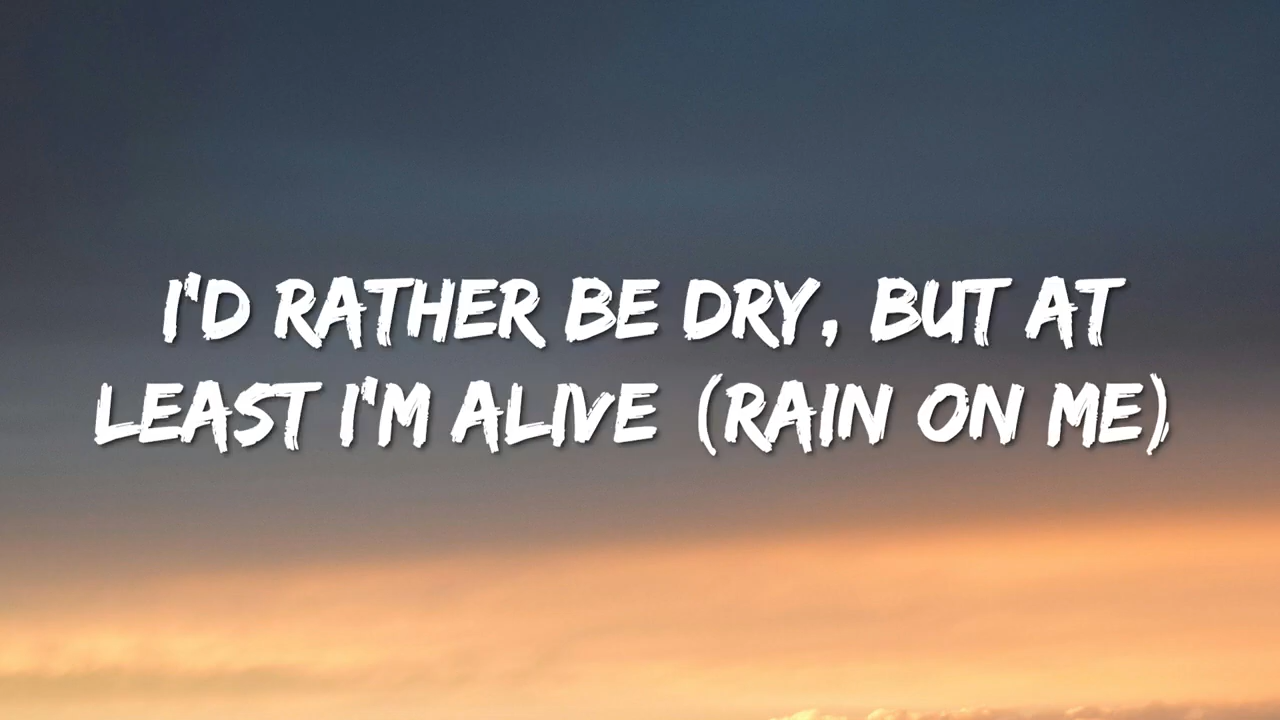 I'D RATHER BE DRY, BUT AT
LEAST I'M ALIVE (RAIN ON ME)